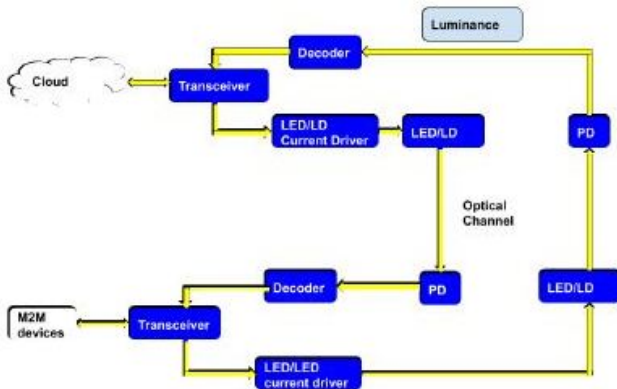 Luminance
Decoder
Cloud
Transceiver
LED/LD
Current Driver
LED/LD
PD
Optical
Channel
Decoder
PD
LED/LD
M2M
devices
Transceiver
LED/LED
current driver